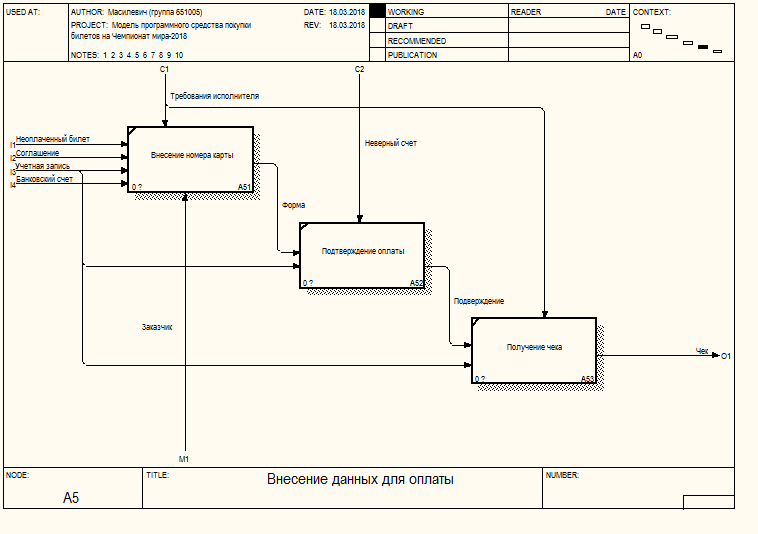 USED AT:
AUTHOR: Масилевич (группа 651005)
DATE: 18.03.2018
PROJECT: Модель программного средства покупки
билетов на Чемпионат мира-2018
REV: 18.03.2018
NOTES: 1 2 3 4 5 6 7 8 9 10
WORKING
DRAFT
RECOMMENDED
PUBLICATION
READER DATE
CONTEXT:
A0
C1
C2
Требования исполнителя
Неоплаченный билет
I1
Соглашение
I2
Учетная запись
I3
Банковский счет
I4
Внесение номера карты
0 ? A51
Неверный счет
Форма
Подтверждение оплаты
0 ? A52
Подверждение
Заказчик
Получение чека
0 ? A53
Чек
O1
M1
NODE:
A5
TITLE:
Внесение данных для оплаты
NUMBER: